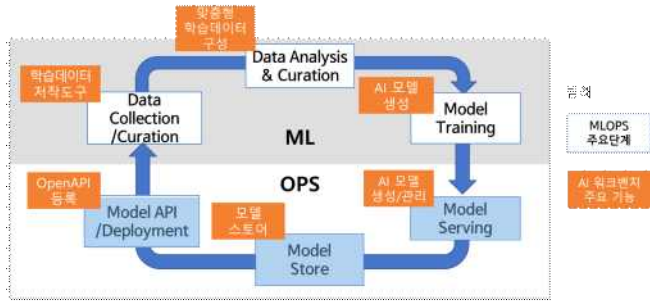 맞춤형
학습데이터
구성
Data Analysis
& Curation
학습데이터
저작도구
Data
Collection
/Curation
AI 모델
생성
Model
Training
ML
범례
MLOPS
주요단계
OPS
OpenAPI
등록
Model API
/Deployment
모델
스토어
Model
Store
AI 모델
생성/관리
Model
Serving
AI 워크벤치
주요 기능